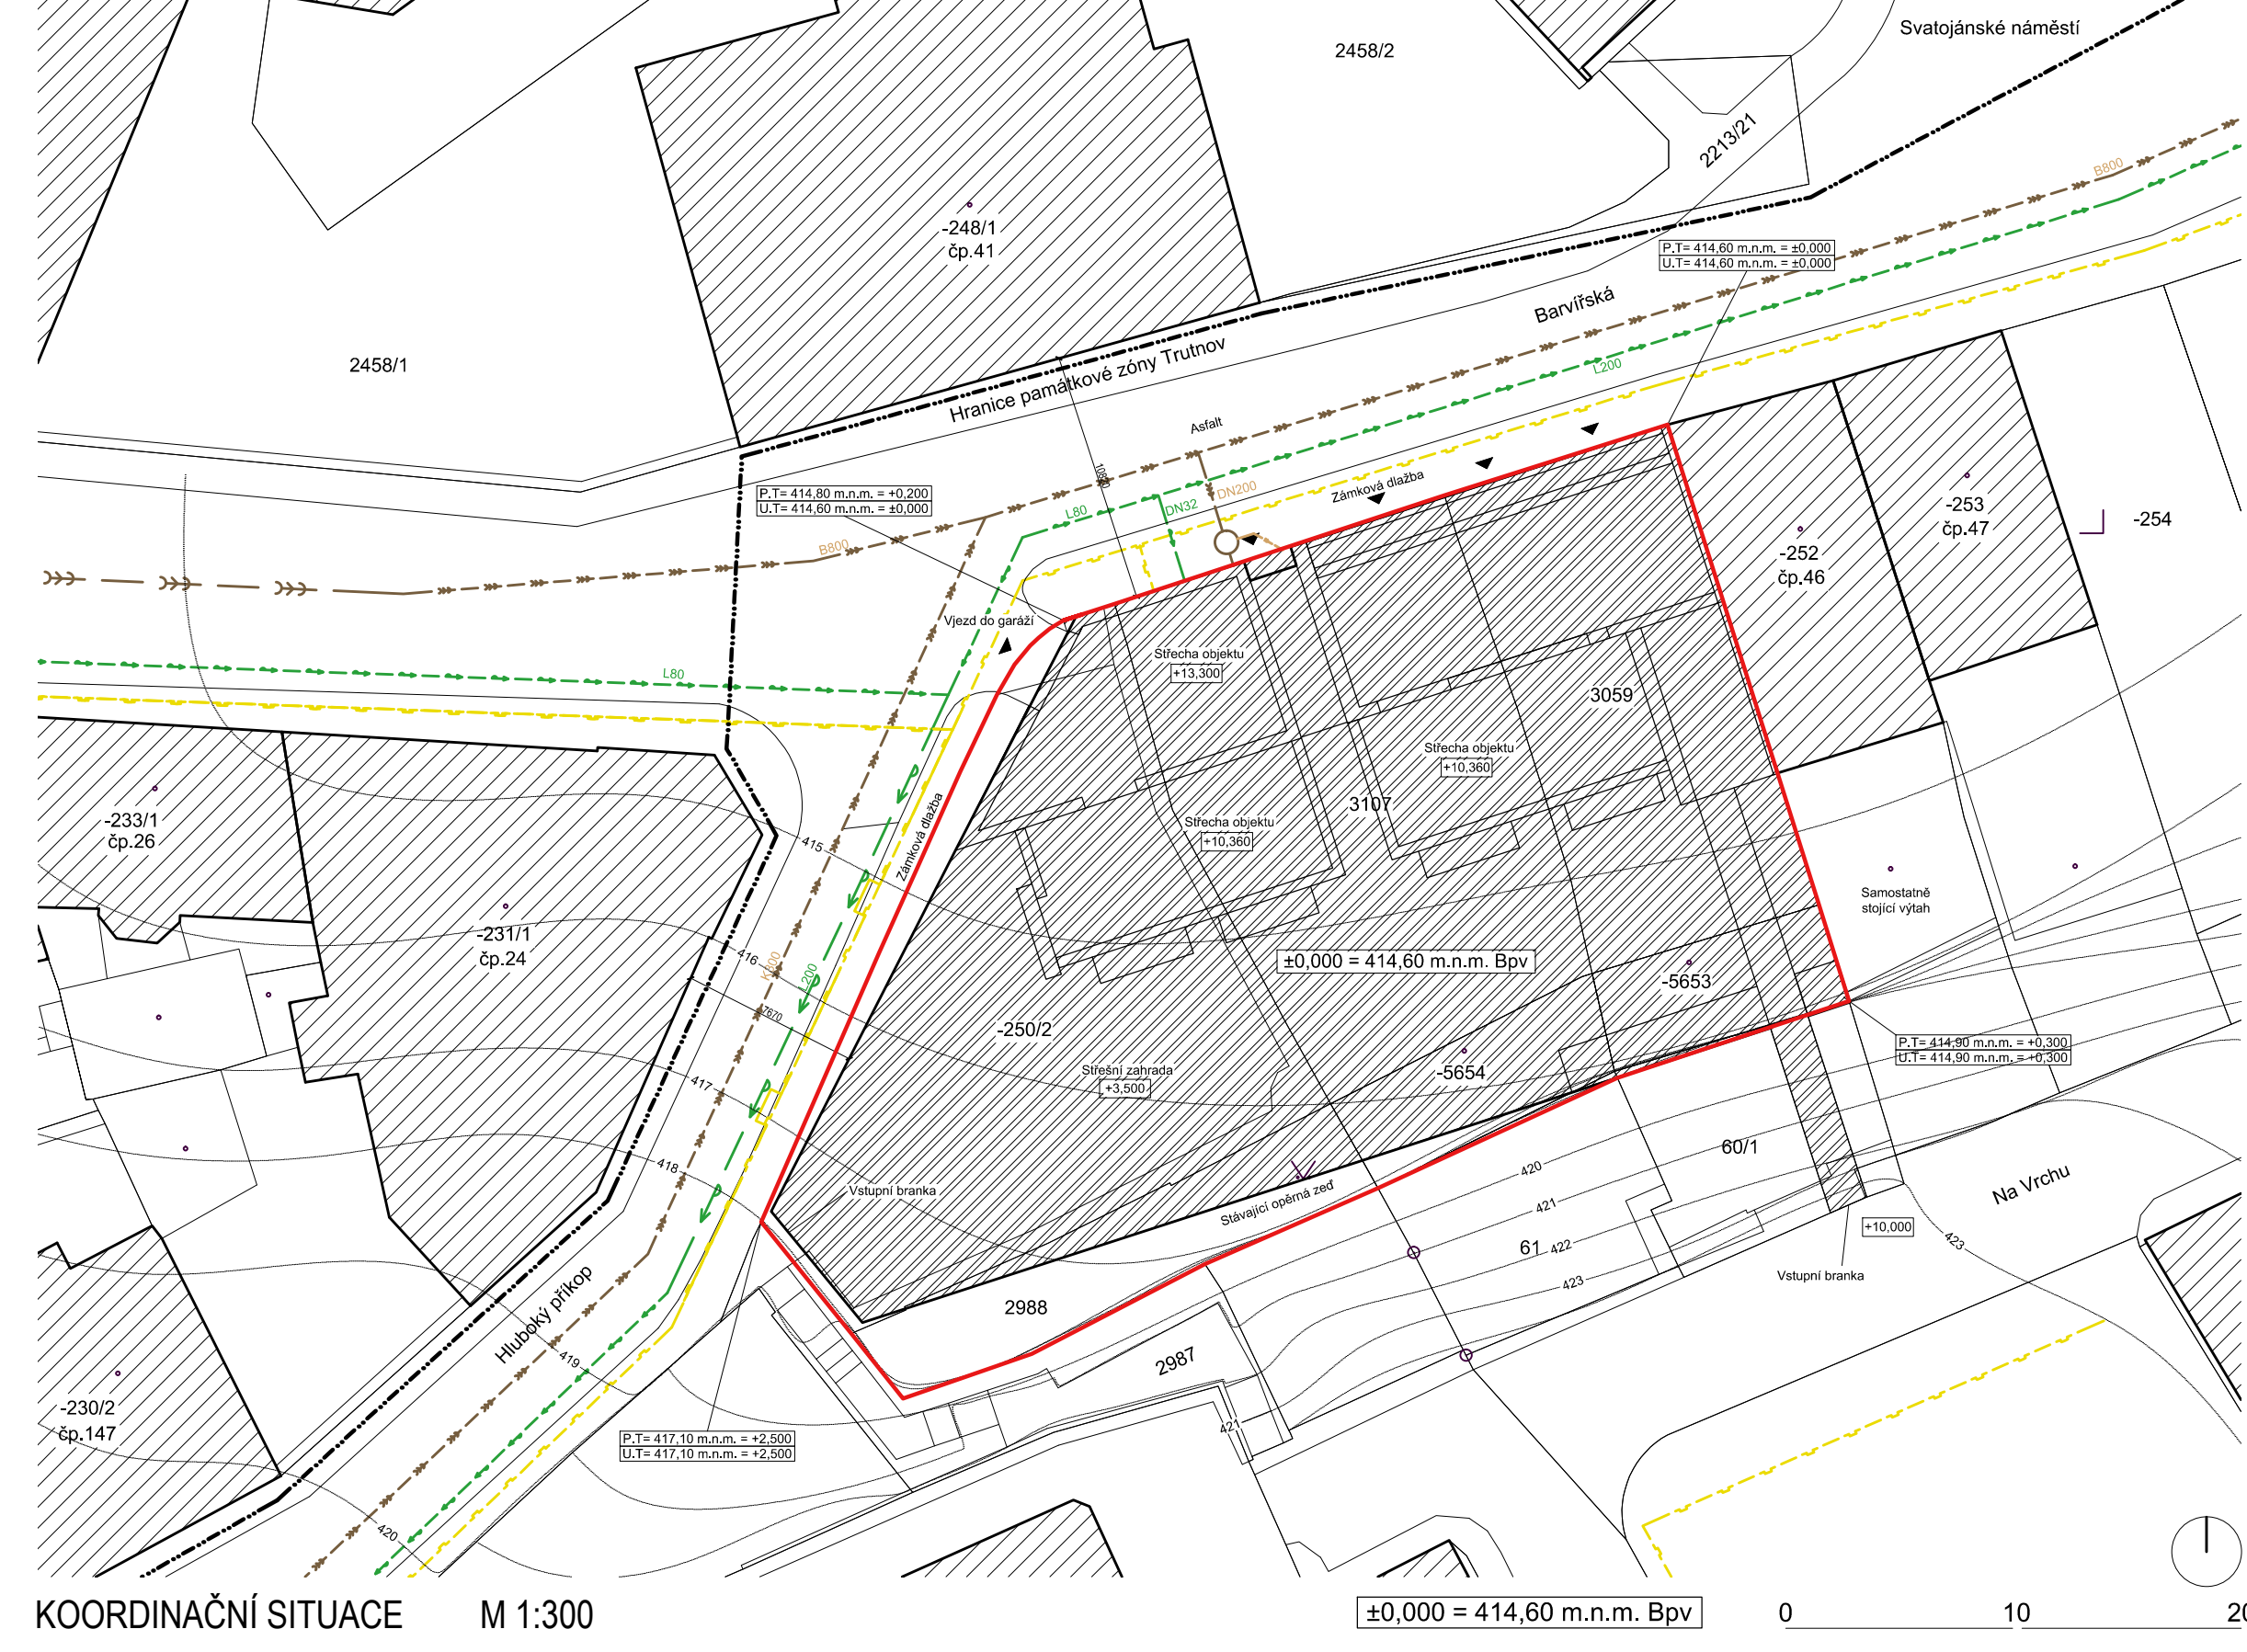 Svatojánské náměstí
2458/2
2213/21
B800
-248/1
čp.41
P.T= 414,60 m.n.m. = ±0,000
U.T= 414,60 m.n.m. = ±0,000
Barvířská
2458/1
Hranice památkové zóny Trutnov
L200
Asfalt
Zámková dlažba
DN200
DN32
L80
P.T= 414,80 m.n.m. = +0,200
U.T= 414,60 m.n.m. = ±0,000
B800
-253
čp.47
-254
-252
čp.46
Vjezd do garáží
Střecha objektu
+13,300
L80
3059
Střecha objektu
+10,360
3107
Střecha objektu
+10,360
-233/1
čp.26
Zámková dlažba
415
Samostatně
stojící výtah
-231/1
čp.24
416
L200
±0,000 = 414,60 m.n.m. Bpv
-5653
7670
-250/2
P.T= 414,90 m.n.m. = +0,300
U.T= 414,90 m.n.m. = +0,300
Střešní zahrada
+3,500
-5654
417
418
60/1
420
Na Vrchu
Vstupní branka
Stávající opěrná zeď
421
+10,000
423
61
422
Vstupní branka
423
Hluboký příkop
2988
419
2987
-230/2
čp.147
421
P.T= 417,10 m.n.m. = +2,500
U.T= 417,10 m.n.m. = +2,500
420
KOORDINAČNÍ SITUACE M 1:300
±0,000 = 414,60 m.n.m. Bpv
0 10